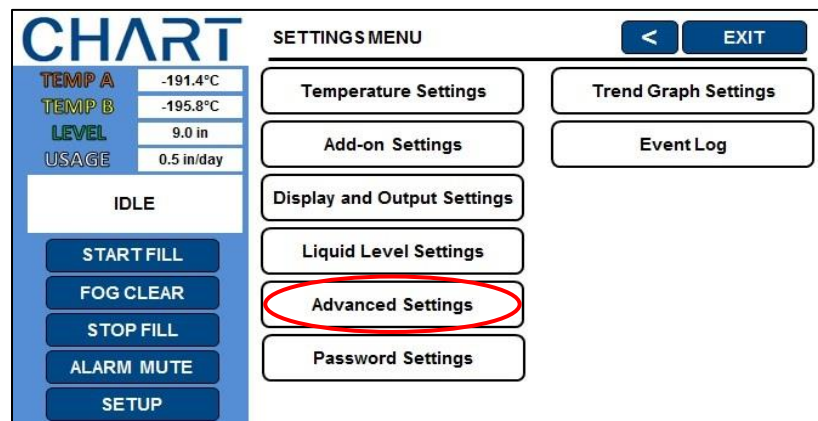 CHART
SETTINGS MENU
< EXIT
TEMP A -191.4°C
TEMP B -195.8°C
LEVEL 9.0 in
USAGE 0.5 in/day
IDLE
START FILL
FOG CLEAR
STOP FILL
ALARM MUTE
SETUP
Temperature Settings
Add-on Settings
Display and Output Settings
Liquid Level Settings
Advanced Settings
Password Settings
Trend Graph Settings
Event Log